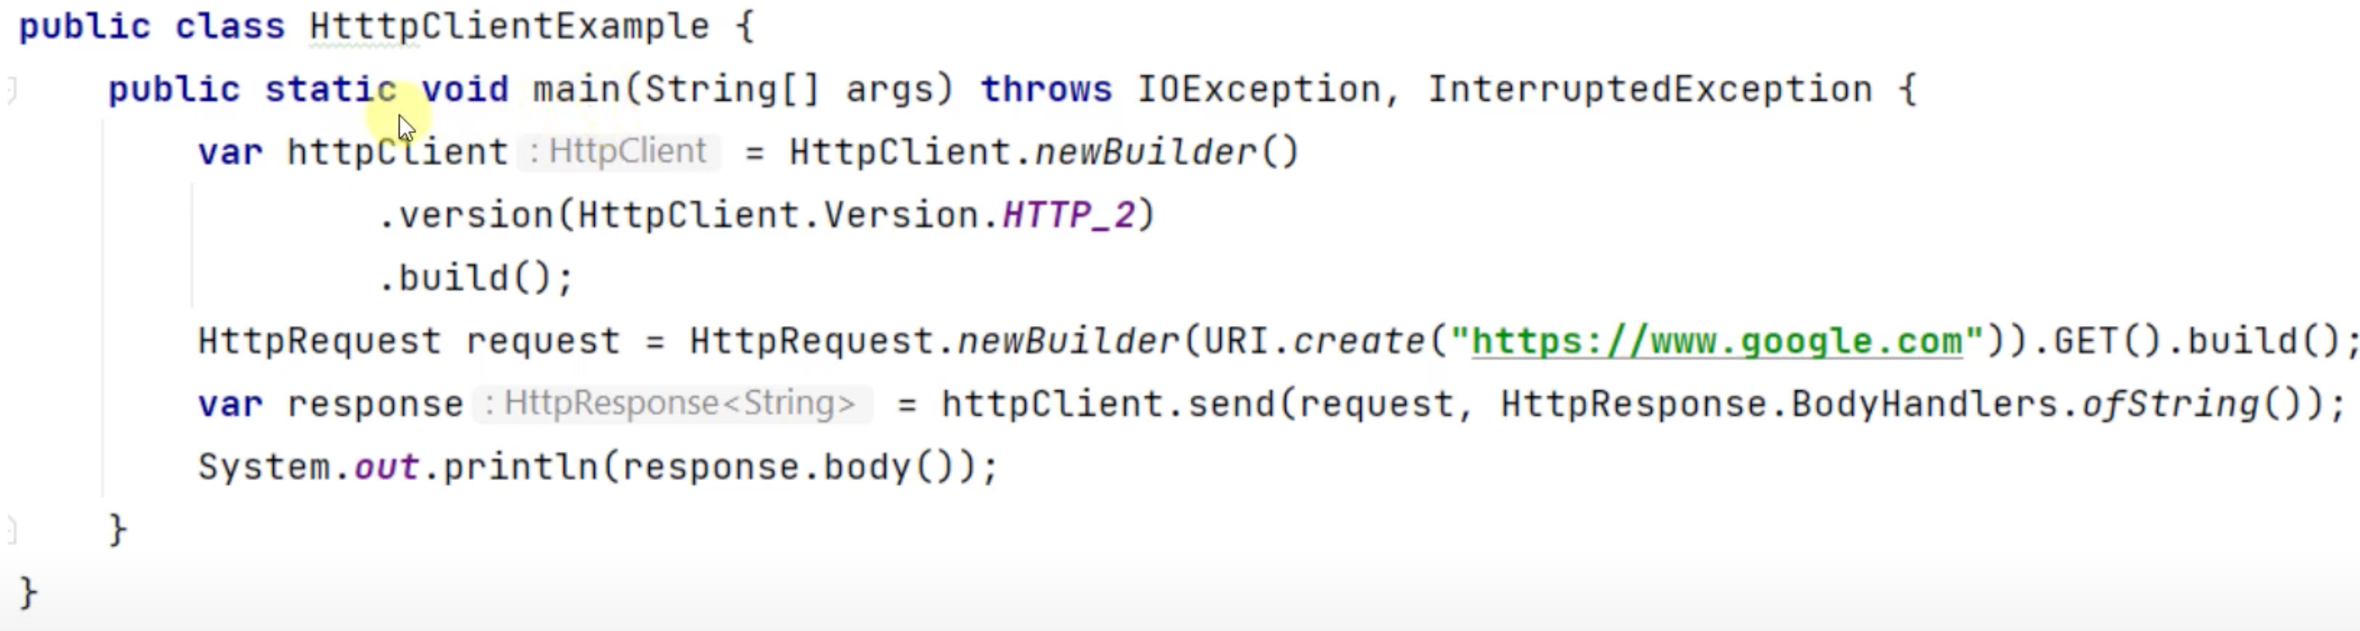 public class HtttpClientExample {
public static void main(String[] args) throws IOException, InterruptedException {
var httpClient : HttpClient = HttpClient.newBuilder()
.version(HttpClient.Version.HTTP_2)
.build();
HttpRequest request = HttpRequest.newBuilder(URI.create("https://www.google.com")).GET().build();
var response : HttpResponse<String> = httpClient.send(request, HttpResponse.BodyHandlers.ofString());
System.out.println(response.body());
}
}